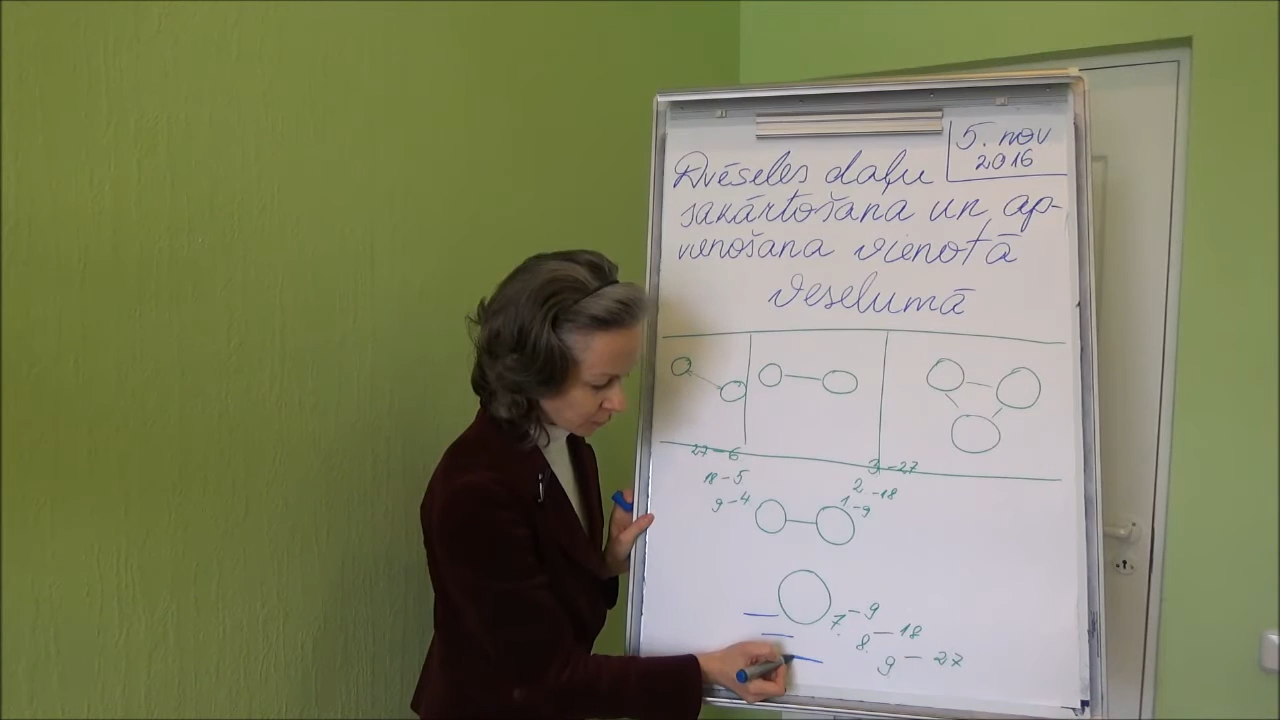 5. nov
2016
Dvēseles daļu
sakārtošana un ap-
vienošana vienotā
veselumā
27-6
3-27
18-5
2-18
9-4
1-9
7.-9
8.-18
9-27